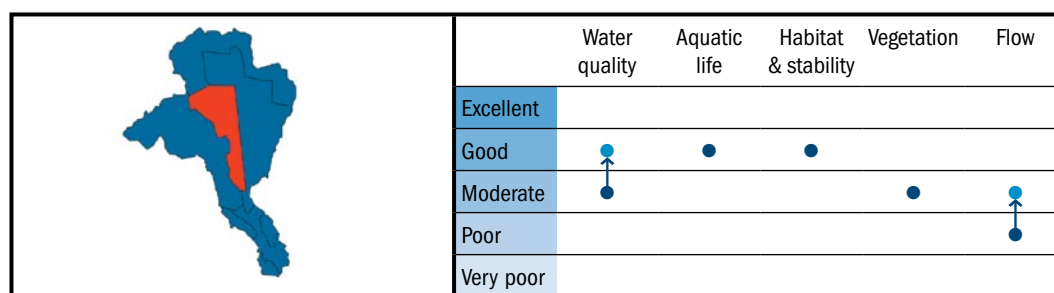 Water quality
Aquatic life
Habitat & stability
Vegetation
Flow
Excellent
Good
Moderate
Poor
Very poor